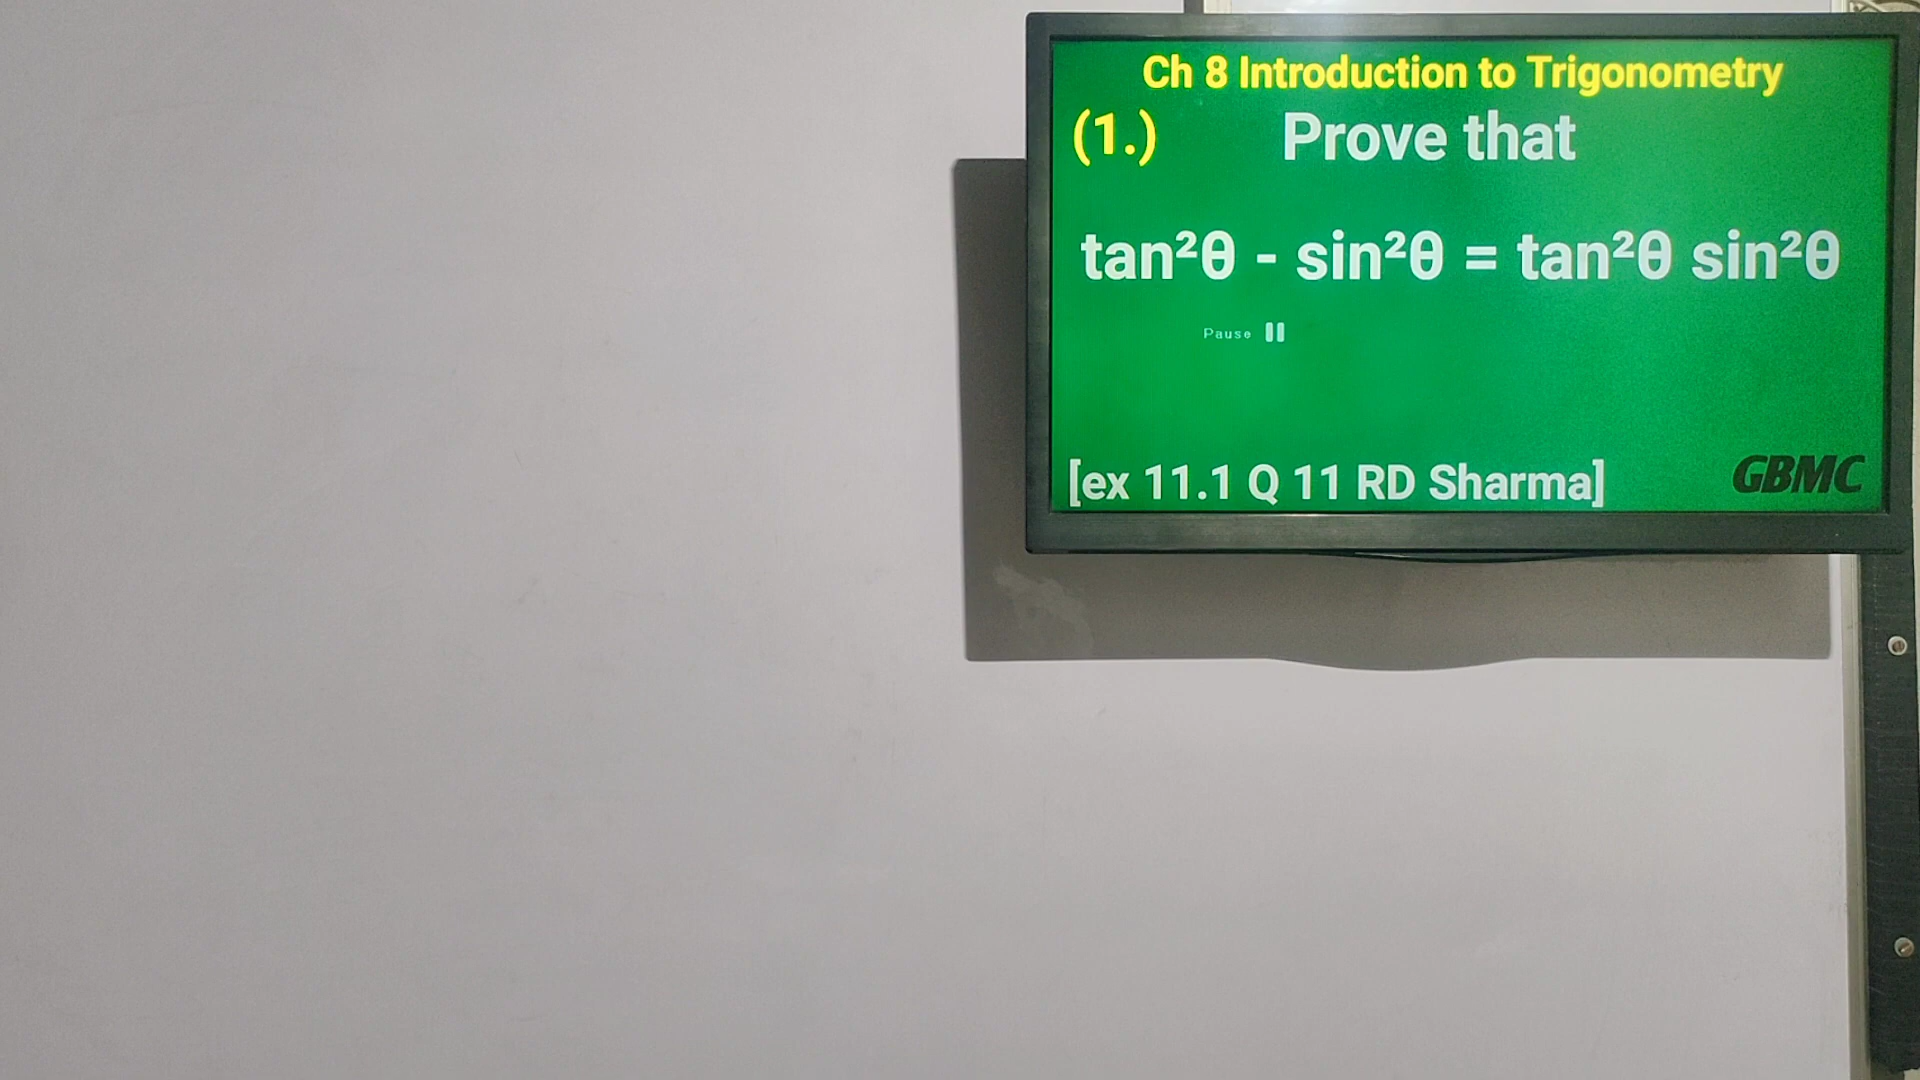 Ch 8 Introduction to Trigonometry
(1.) Prove that
tan²θ - sin²θ = tan²θ sin²θ
Pause
[ex 11.1 Q 11 RD Sharma]
GBMC